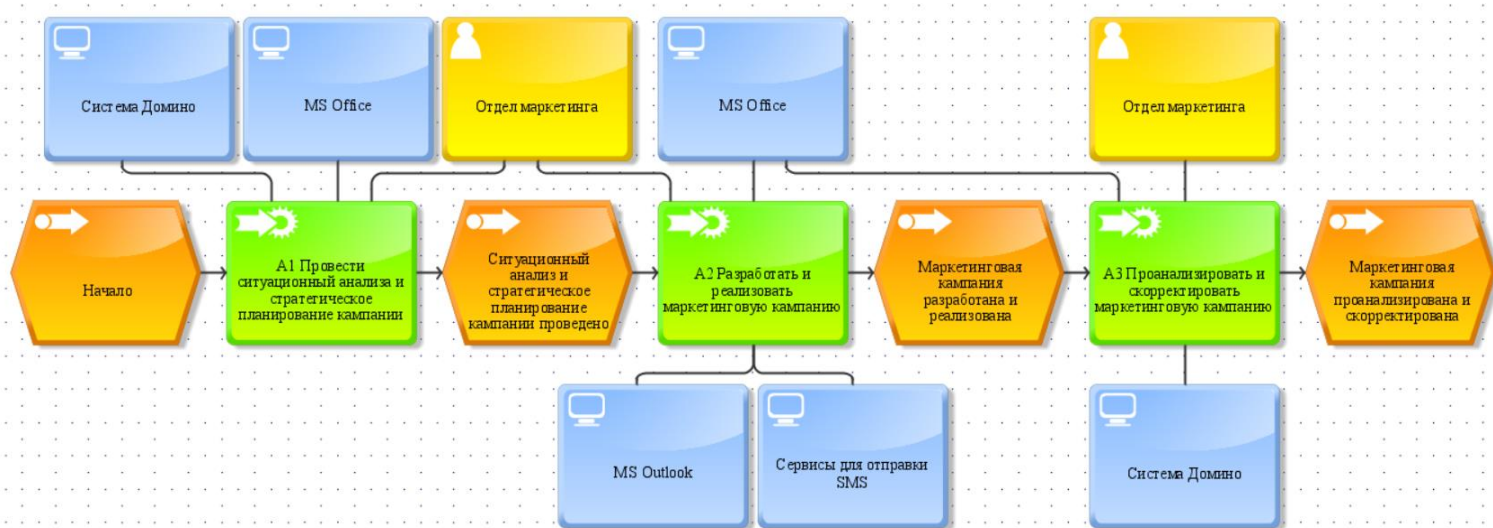 Система Домино
MS Office
Отдел маркетинга
MS Office
Отдел маркетинга
Начало
А1 Провести
ситуационный анализа и
стратегическое
планирование кампании
Ситуационный
анализ и
стратегическое
планирование
кампании проведено
А2 Разработать и
реализовать
маркетинговую кампанию
Маркетинговая
кампания
разработана и
реализована
А3 Проанализировать и
скорректировать
маркетинговую кампанию
Маркетинговая
кампания
проанализирована и
скорректирована
MS Outlook
Сервисы для отправки
SMS
Система Домино